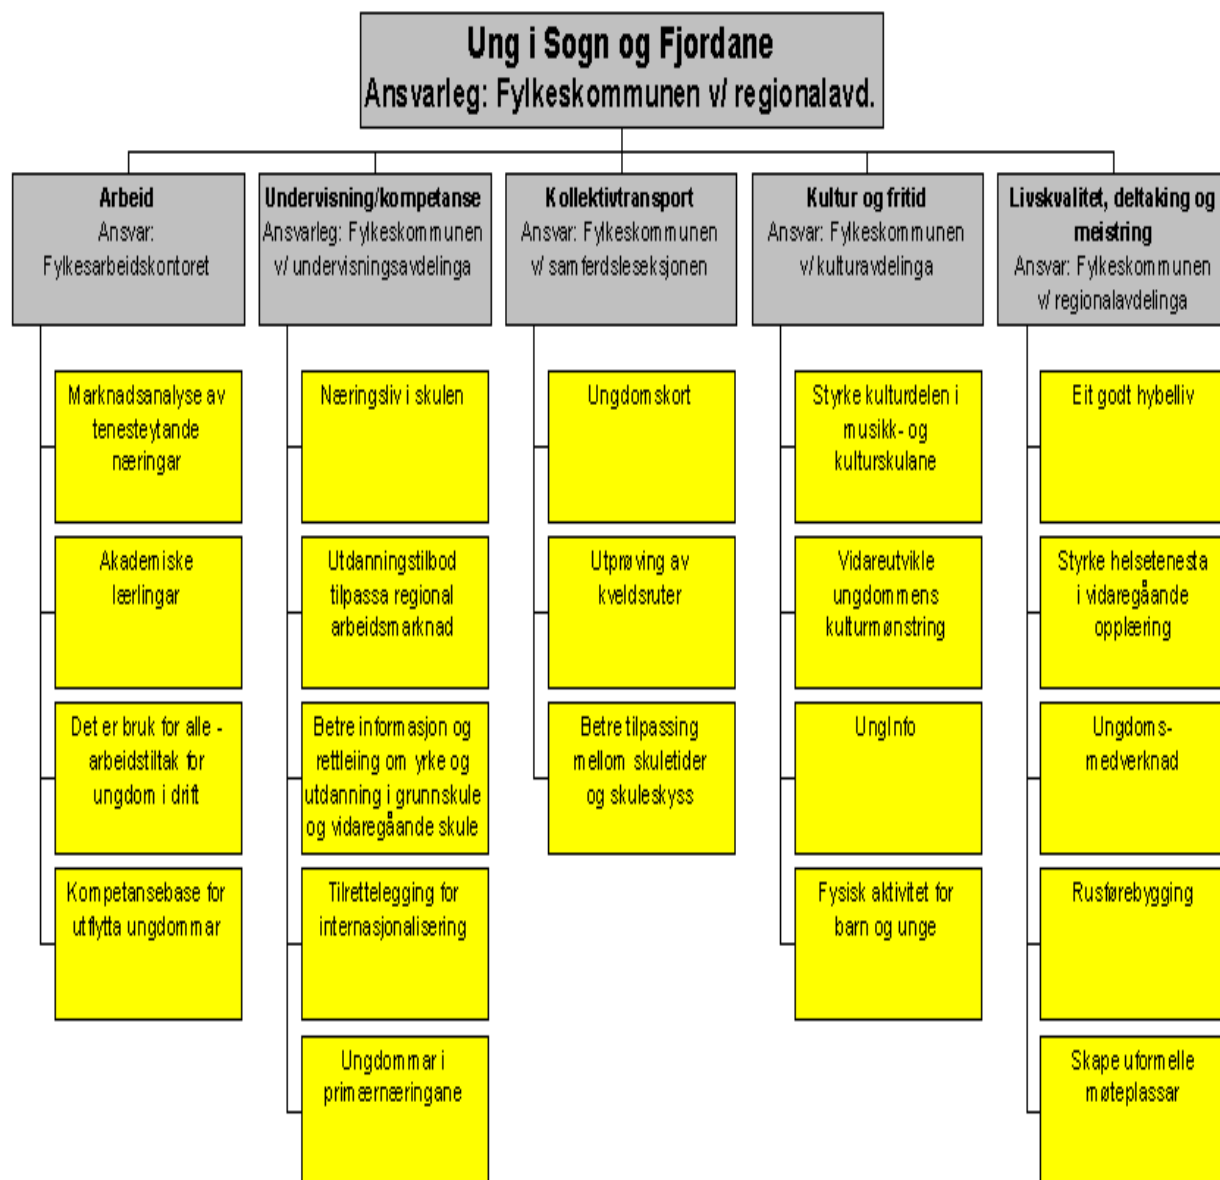 Ung i Sogn og Fjordane
Ansvarleg: Fylkeskommunen v/ regionalavd.
Arbeid
Ansvar:
Fylkesarbeidskontoret
Marknadsanalyse av
tenesteytande
næringar
Akademiske
lærlingar
Det er bruk for alle -
arbeidstiltak for
ungdom i drift
Kompetansebase for
utflytta ungdommar
Undervisning/kompetanse
Ansvarleg: Fylkeskommunen
v/ undervisningsavdelinga
Næringsliv i skulen
Utdanningstilbod
tilpassa regional
arbeidsmarknad
Betre informasjon og
rettleiing om yrke og
utdanning i grunnskule
og vidaregåande skule
Tilrettelegging for
internasjonalisering
Ungdommar i
primærnæringane
Kollektivtransport
Ansvar: Fylkeskommunen
v/ samferdsleseksjonen
Ungdomskort
Utprøving av
kveldsruter
Betre tilpassing
mellom skuletider
og skuleskyss
Kultur og fritid
Ansvar: Fylkeskommunen
v/ kulturavdelinga
Styrke kulturdelen i
musikk- og
kulturskulane
Vidareutvikle
ungdommens
kulturmønstring
UngInfo
Fysisk aktivitet for
barn og unge
Livskvalitet, deltaking og
meistring
Ansvar: Fylkeskommunen
v/ regionalavdelinga
Eit godt hybelliv
Styrke helsetenesta
i vidaregåande
opplæring
Ungdoms-
medverknad
Rusførebygging
Skape uformelle
møteplassar